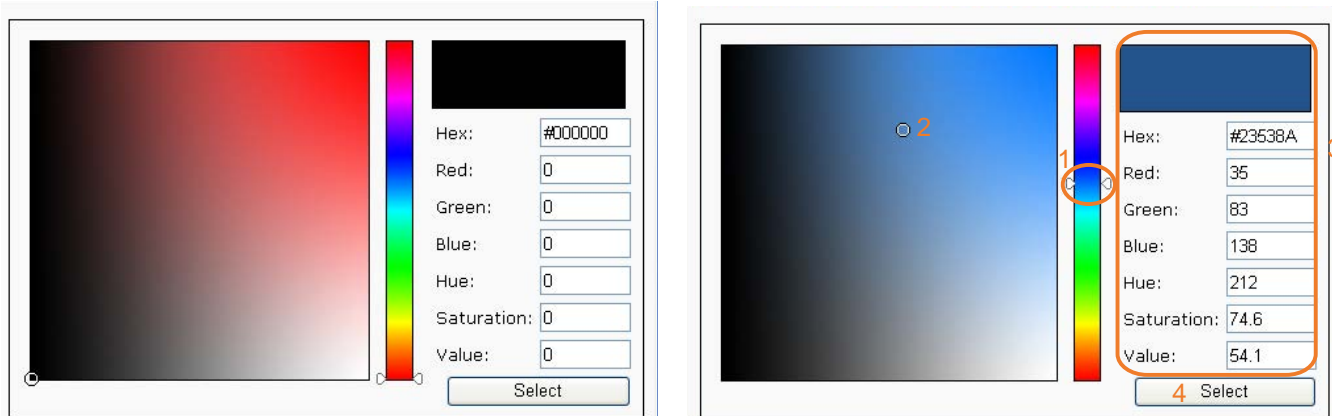 Hex: #000000
Red: 0
Green: 0
Blue: 0
Hue: 0
Saturation: 0
Value: 0
Select
2
1
Hex: #23538A
Red: 35
Green: 83
Blue: 138
Hue: 212
Saturation: 74.6
Value: 54.1
4 Select